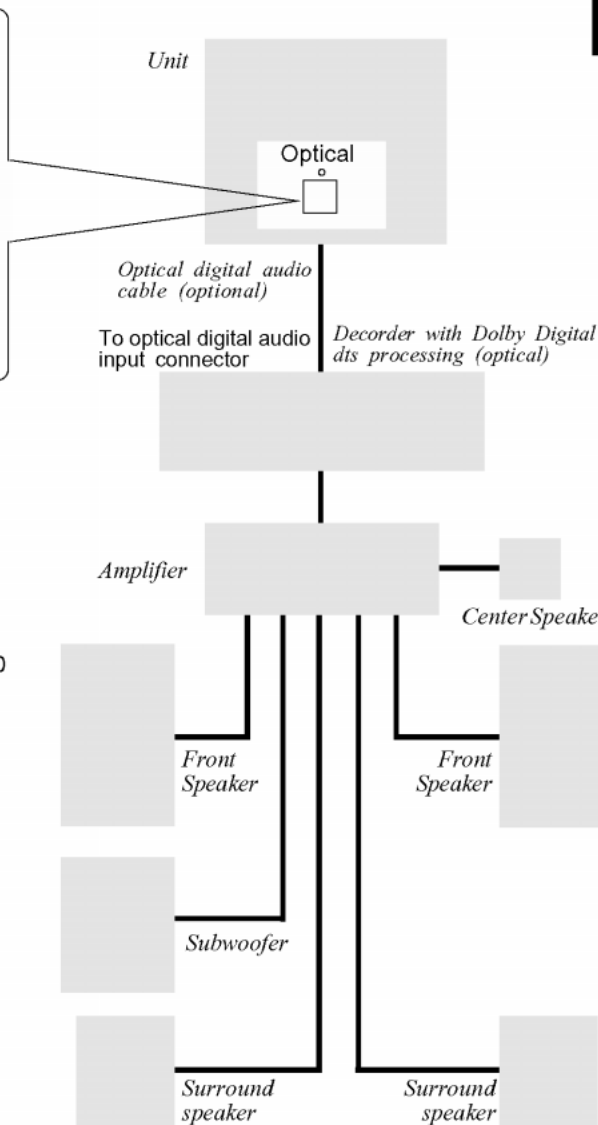 Unit
Optical
Optical digital audio
cable (optional)
To optical digital audio
input connector
Decorder with Dolby Digital
dts processing (optical)
Amplifier
Center Speake
Front
Speaker
Front
Speaker
Subwoofer
Surround
speaker
Surround
speaker